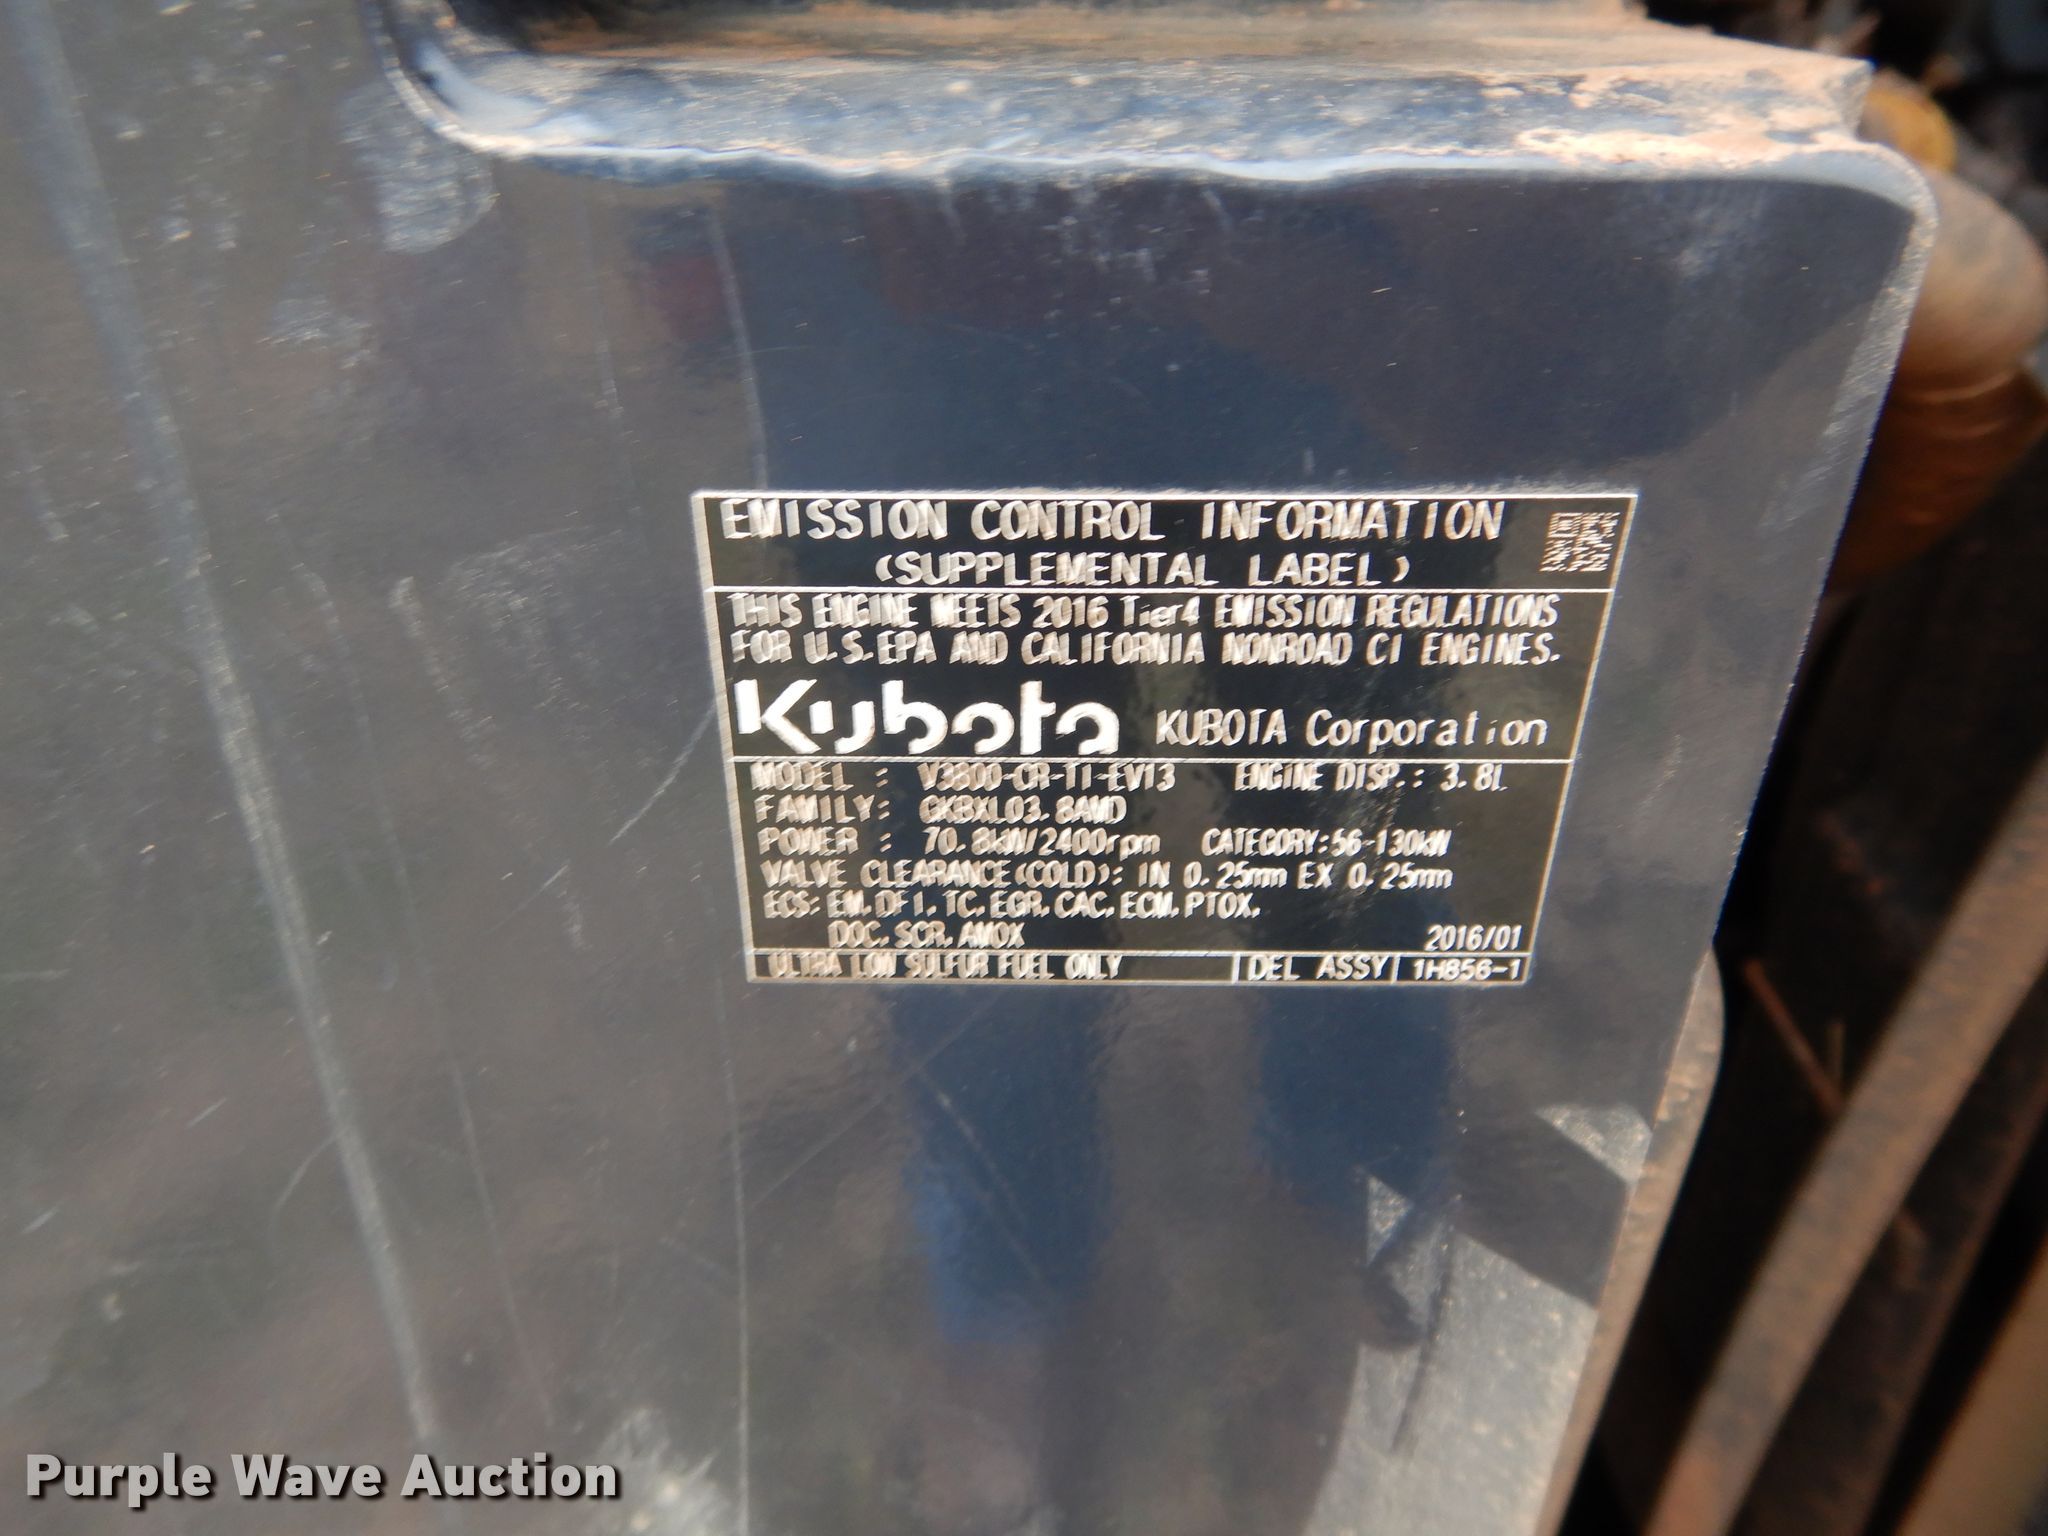 EMISSION CONTROL INFORMATION
(SUPPLEMENTAL LABEL)
THIS ENGINE MEETS 2016 Tier4 EMISSION REGULATIONS
FOR U.S.EPA AND CALIFORNIA NONROAD CI ENGINES.
Kubota KUBOTA Corporation
MODEL : V3800-CR-TI-EV13 ENGINE DISP.: 3.8L
FAMILY: GKBXL03.8AMD
POWER : 70.8kW/2400rpm CATEGORY:56-130kW
VALVE CLEARANCE(COLD): IN 0.25mm EX 0.25mm
ECS: EM.DFI.TC.EGR.CAC.ECM.PTOX.
DOC.SCR.AMOX 2016/01
ULTRA LOW SULFUR FUEL ONLY DEL ASSY 1H856-1
Purple Wave Auction